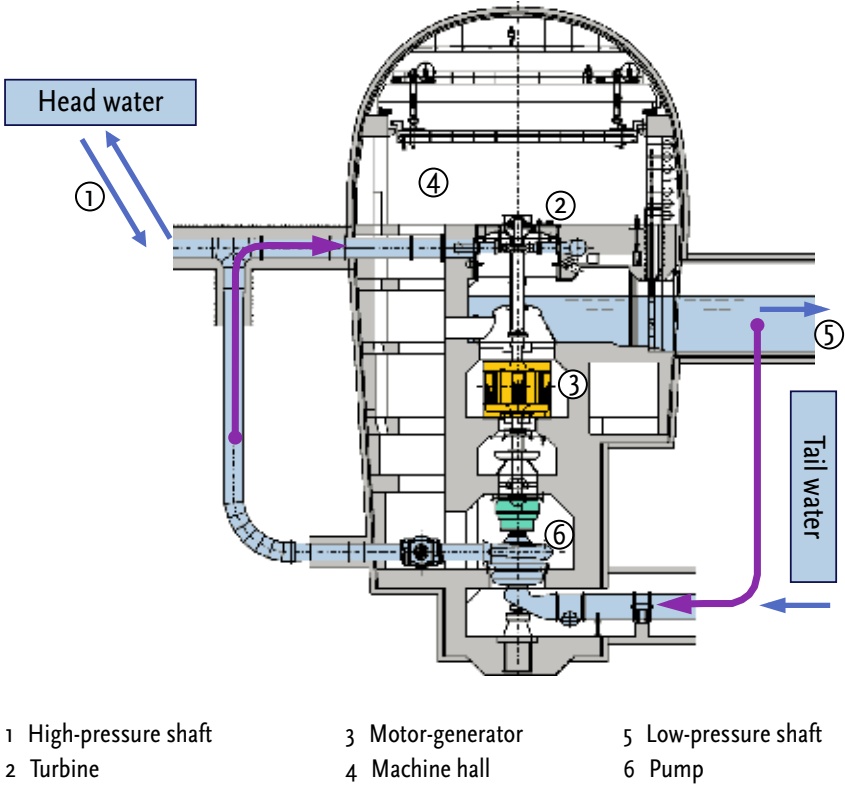 Head water
1
4
2
5
3
Tail water
6
1 High-pressure shaft
2 Turbine
3 Motor-generator
4 Machine hall
5 Low-pressure shaft
6 Pump